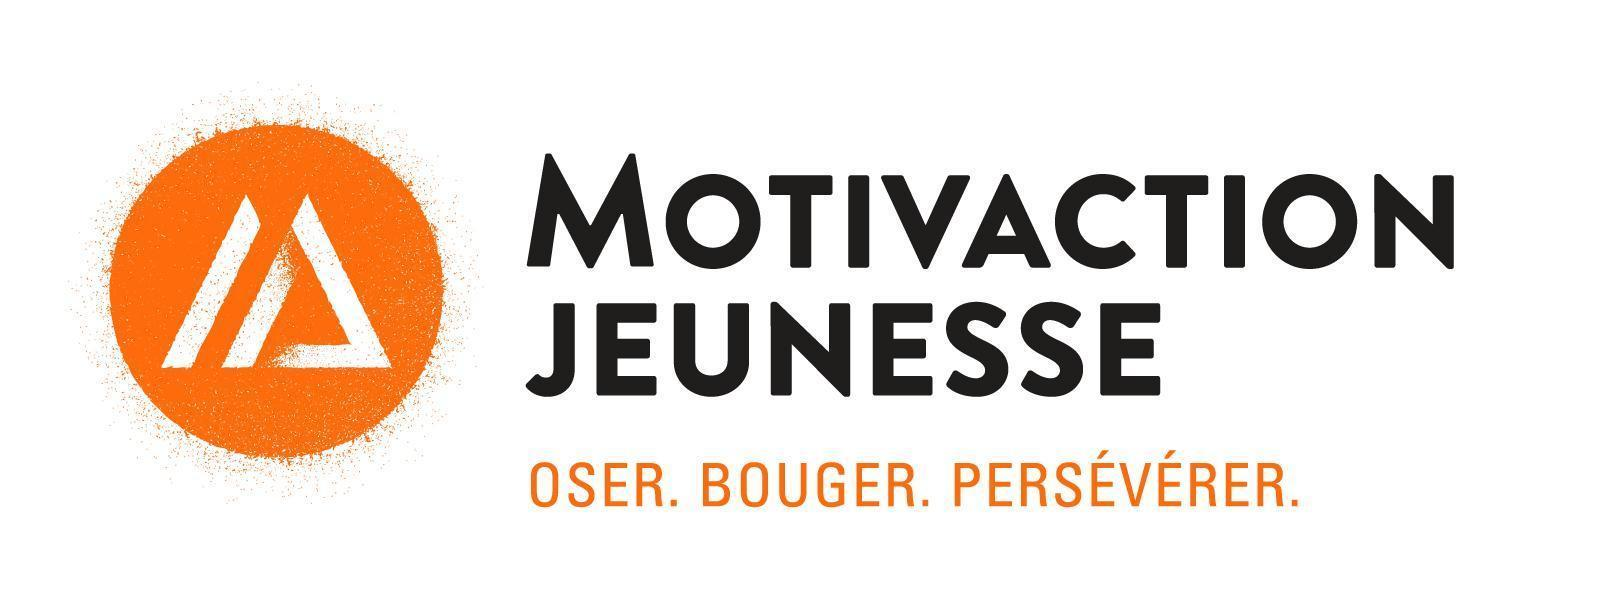 MOTIVACTION
JEUNESSE
OSER. BOUGER. PERSÉVÉRER.